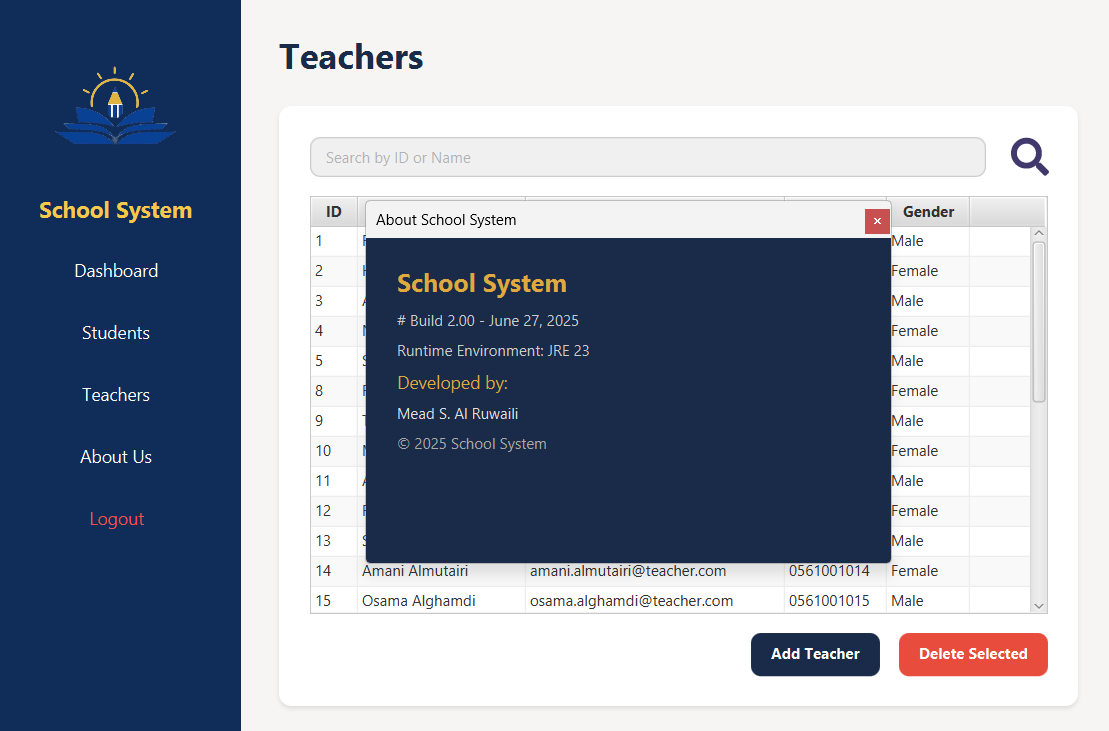 School System
Dashboard
Students
Teachers
About Us
Logout
Teachers
Search by ID or Name
ID Gender
About School System
×
School System
# Build 2.00 - June 27, 2025
Runtime Environment: JRE 23
Developed by:
Mead S. Al Ruwaili
© 2025 School System
1 Male
2 Female
3 Male
4 Female
5 Male
8 Female
9 Male
10 Female
11 Male
12 Female
13 Male
14 Amani Almutairi amani.almutairi@teacher.com 0561001014 Female
15 Osama Alghamdi osama.alghamdi@teacher.com 0561001015 Male
Add Teacher
Delete Selected